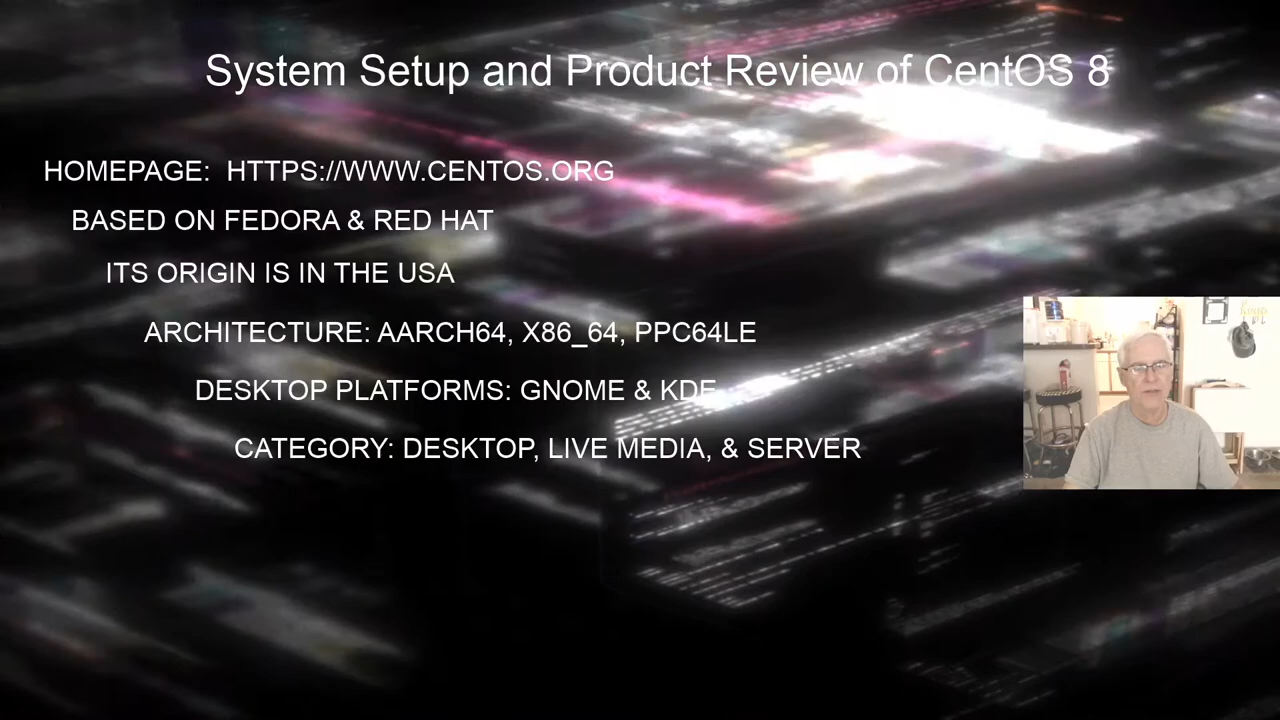 System Setup and Product Review of CentOS 8
HOMEPAGE: HTTPS://WWW.CENTOS.ORG
BASED ON FEDORA & RED HAT
ITS ORIGIN IS IN THE USA
ARCHITECTURE: AARCH64, X86_64, PPC64LE
DESKTOP PLATFORMS: GNOME & KDE
CATEGORY: DESKTOP, LIVE MEDIA, & SERVER